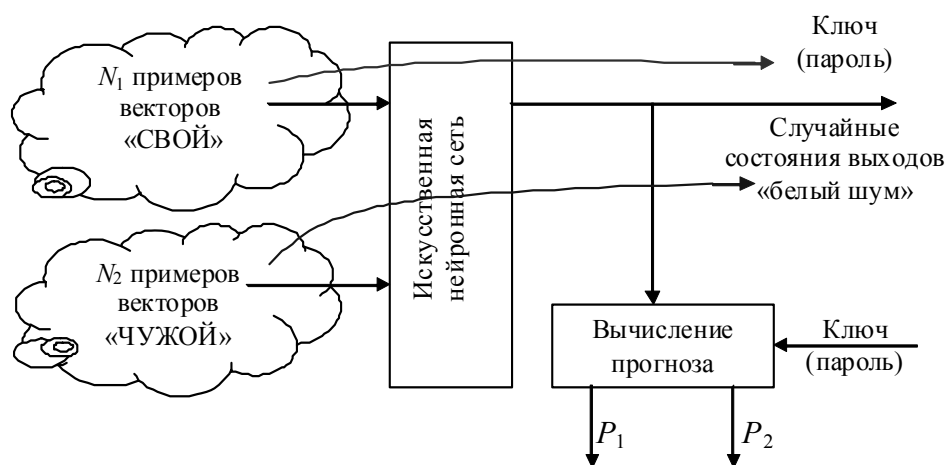 N₁ примеров
векторов
«СВОЙ»
N₂ примеров
векторов
«ЧУЖОЙ»
Искусственная
нейронная сеть
Ключ
(пароль)
Случайные
состояния выходов
«белый шум»
Вычисление
прогноза
Ключ
(пароль)
P₁
P₂